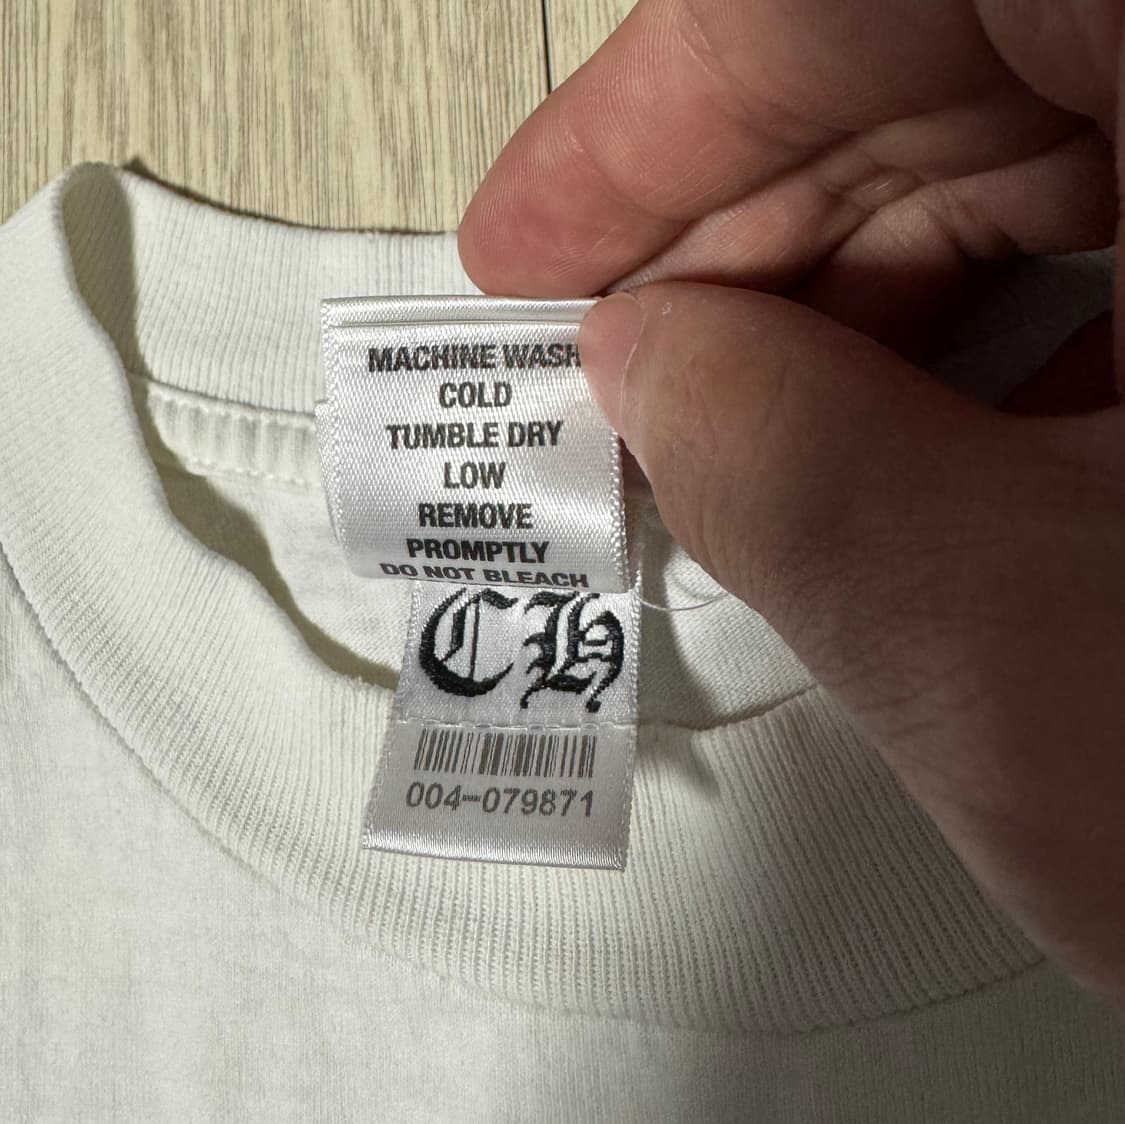 MACHINE WASH
COLD
TUMBLE DRY
LOW
REMOVE
PROMPTLY
DO NOT BLEACH
CH
004-079871